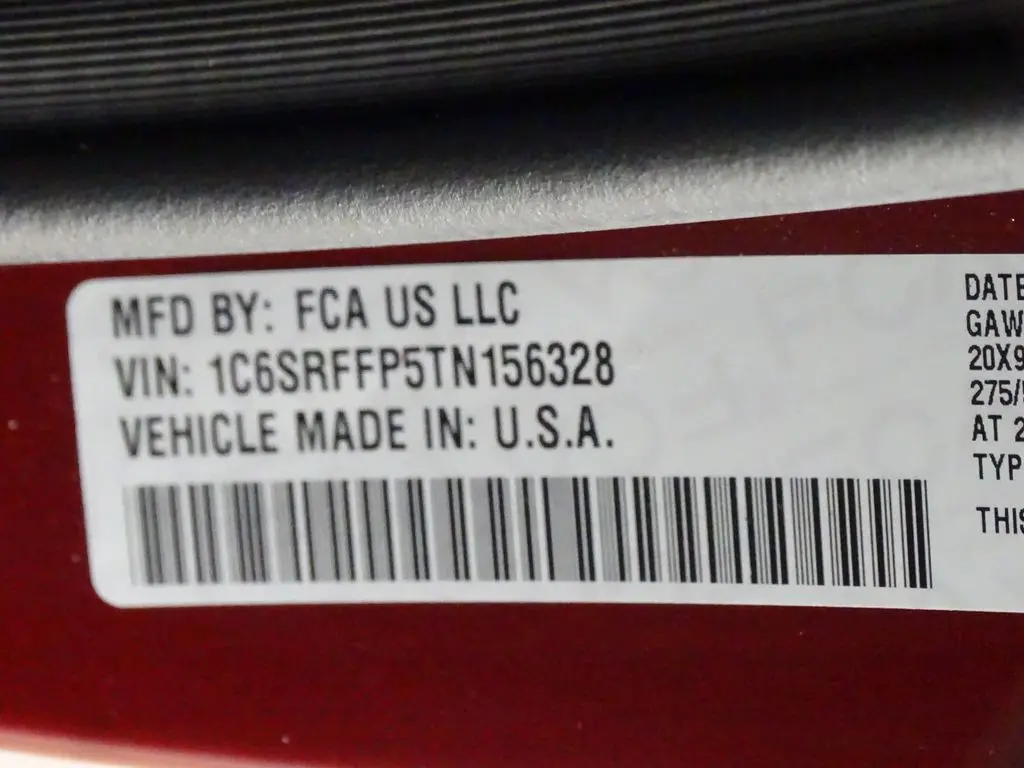 MFD BY: FCA US LLC
VIN: 1C6SRFFP5TN156328
VEHICLE MADE IN: U.S.A.
DATE
GAW
20X9
275/
AT 2
TYP
THIS